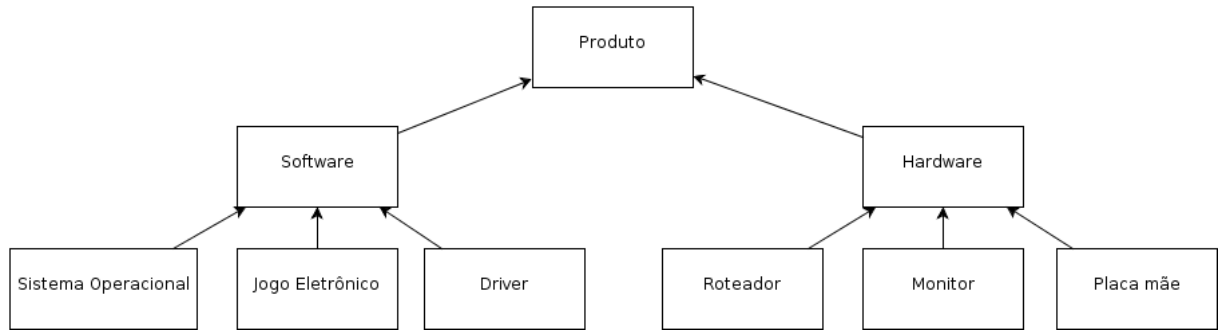 Produto
Software
Hardware
Sistema Operacional
Jogo Eletrônico
Driver
Roteador
Monitor
Placa mãe